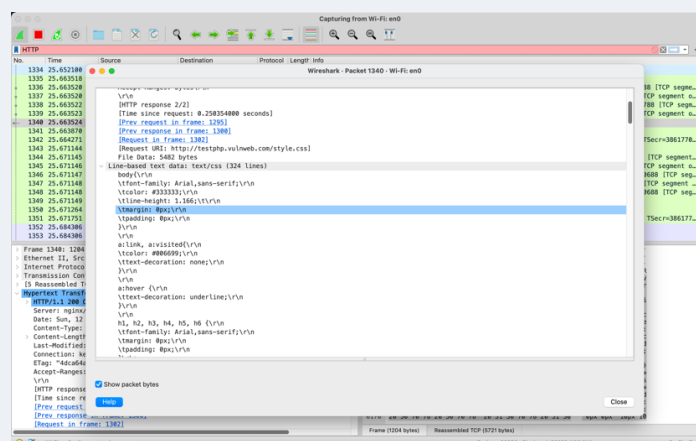 Capturing from Wi-Fi: en0
HTTP
No. Time Source Destination Protocol Length Info
1334 25.652100
1335 25.663518
1336 25.663520
1337 25.663520
1338 25.663522
1339 25.663523
1340 25.663524
1341 25.663870
1342 25.664271
1343 25.671144
1344 25.671145
1346 25.671147
1347 25.671148
1348 25.671148
1349 25.671149
1350 25.671264
1351 25.671751
1352 25.684306
1353 25.684306
Wireshark · Packet 1340 · Wi-Fi: en0
\r\n
[HTTP response 2/2]
[Time since request: 0.250354000 seconds]
[Prev request in frame: 1295]
[Prev response in frame: 1300]
[Request in frame: 1302]
[Request URI: http://testphp.vulnweb.com/style.css]
File Data: 5482 bytes
Line-based text data: text/css (324 lines)
body{\r\n
\tfont-family: Arial,sans-serif;\r\n
\tcolor: #333333;\r\n
\tline-height: 1.166;\t\r\n
\tmargin: 0px;\r\n
\tpadding: 0px;\r\n
}\r\n
\r\n
a:link, a:visited{\r\n
\tcolor: #006699;\r\n
\ttext-decoration: none;\r\n
}\r\n
\r\n
a:hover {\r\n
\ttext-decoration: underline;\r\n
}\r\n
\r\n
h1, h2, h3, h4, h5, h6 {\r\n
\tfont-family: Arial,sans-serif;\r\n
\tmargin: 0px;\r\n
\tpadding: 0px;\r\n
Show packet bytes
Help
Close
Frame 1340: 1204
Ethernet II, Src
Internet Protoco
Transmission Con
[5 Reassembled T
Hypertext Transf
HTTP/1.1 200 O
Server: nginx/
Date: Sun, 12
Content-Type:
Content-Length
Last-Modified:
Connection: ke
ETag: "4dca64a
Accept-Ranges:
\r\n
[HTTP response
[Time since re
[Prev request
[Prev response in frame: 1300]
[Request in frame: 1302]
Frame (1204 bytes) Reassembled TCP (5721 bytes)